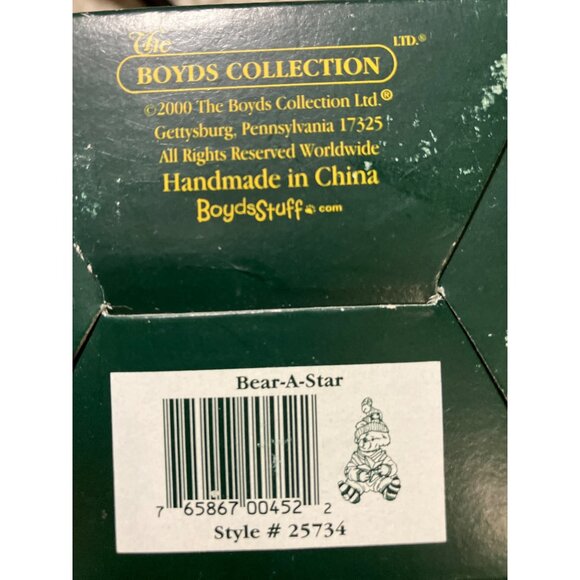 The
LTD.®
BOYDS COLLECTION
©2000 The Boyds Collection Ltd.®
Gettysburg, Pennsylvania 17325
All Rights Reserved Worldwide
Handmade in China
BoydsStuff.com
Bear-A-Star
7 65867 00452 2
Style # 25734